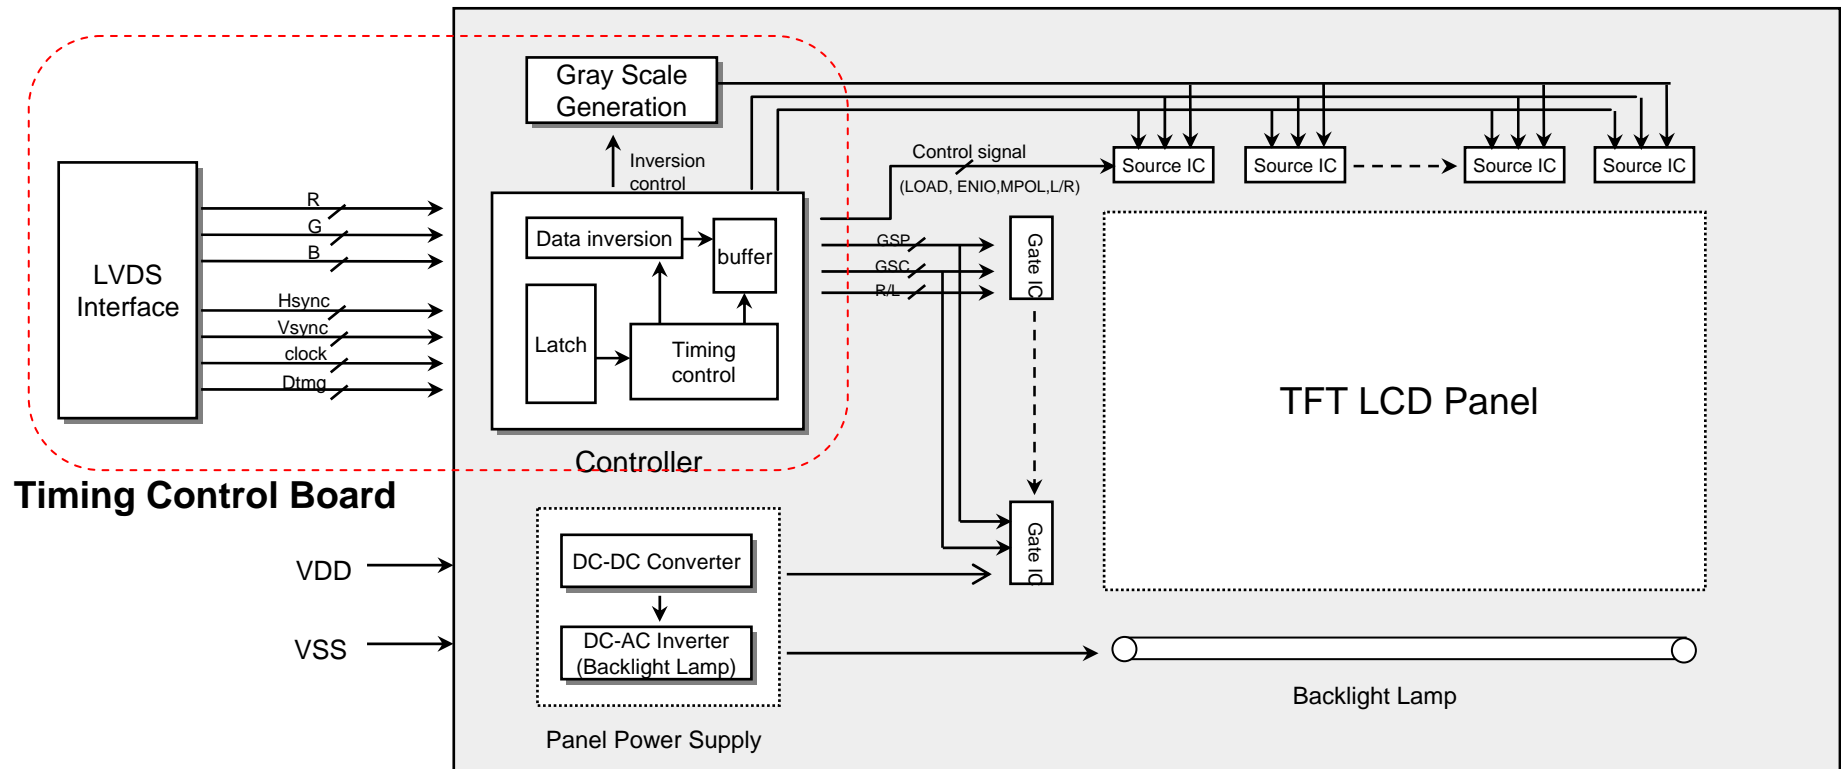 Gray Scale
Generation
Inversion
control
Control signal
(LOAD, ENIO,MPOL,L/R)
Source IC
Source IC
Source IC
Source IC
LVDS
Interface
R
G
B
Hsync
Vsync
clock
Dtmg
Data inversion
buffer
Latch
Timing
control
Controller
GSP
GSC
R/L
Gate IC
Gate IC
TFT LCD Panel
Timing Control Board
VDD
VSS
DC-DC Converter
DC-AC Inverter
(Backlight Lamp)
Panel Power Supply
Backlight Lamp